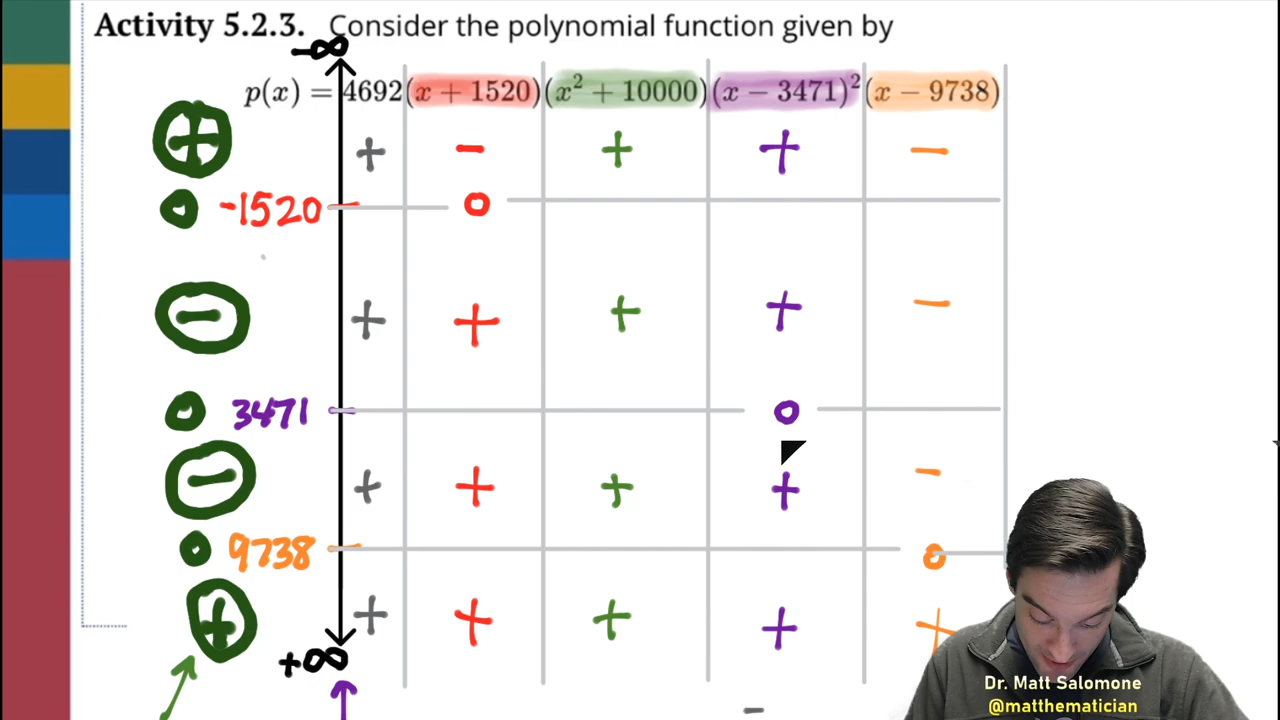 Activity 5.2.3. Consider the polynomial function given by
-∞
p(x) = 4692(x + 1520)(x² + 10000)(x − 3471)²(x − 9738)
+ + − + + −
0 -1520 0
− + + + + −
0 3471 0
− + + + + −
0 9738 0
+ + + + + +
+∞
−
Dr. Matt Salomone
@matthematician